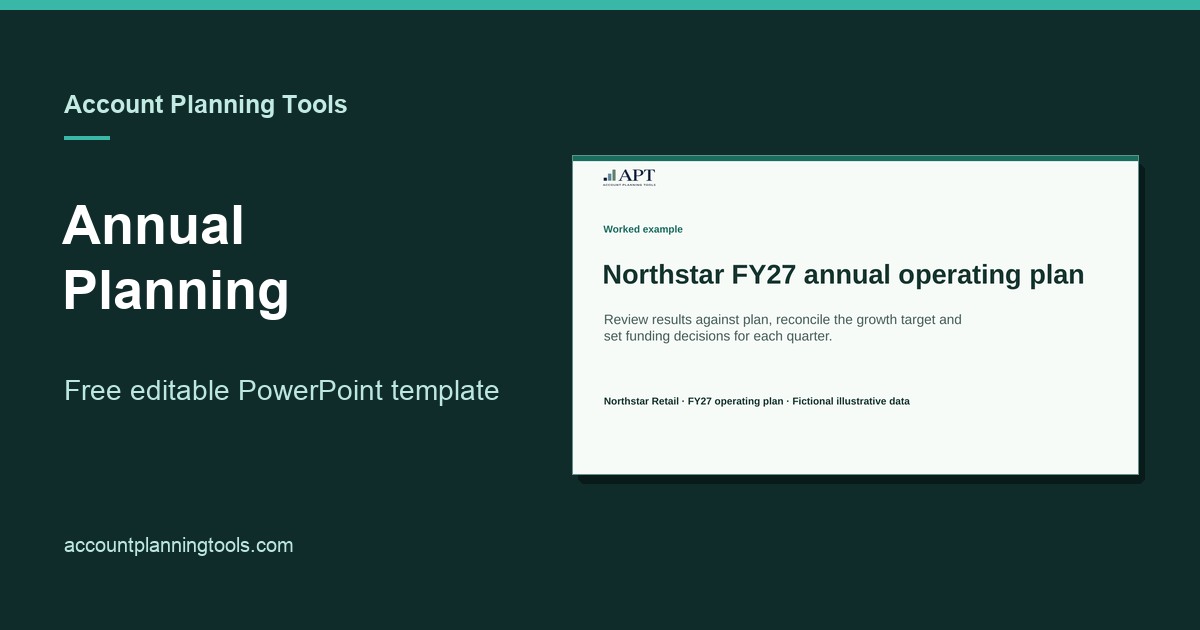 Account Planning Tools
Annual
Planning
Free editable PowerPoint template
accountplanningtools.com
APT
ACCOUNT PLANNING TOOLS
Worked example
Northstar FY27 annual operating plan
Review results against plan, reconcile the growth target and
set funding decisions for each quarter.
Northstar Retail · FY27 operating plan · Fictional illustrative data